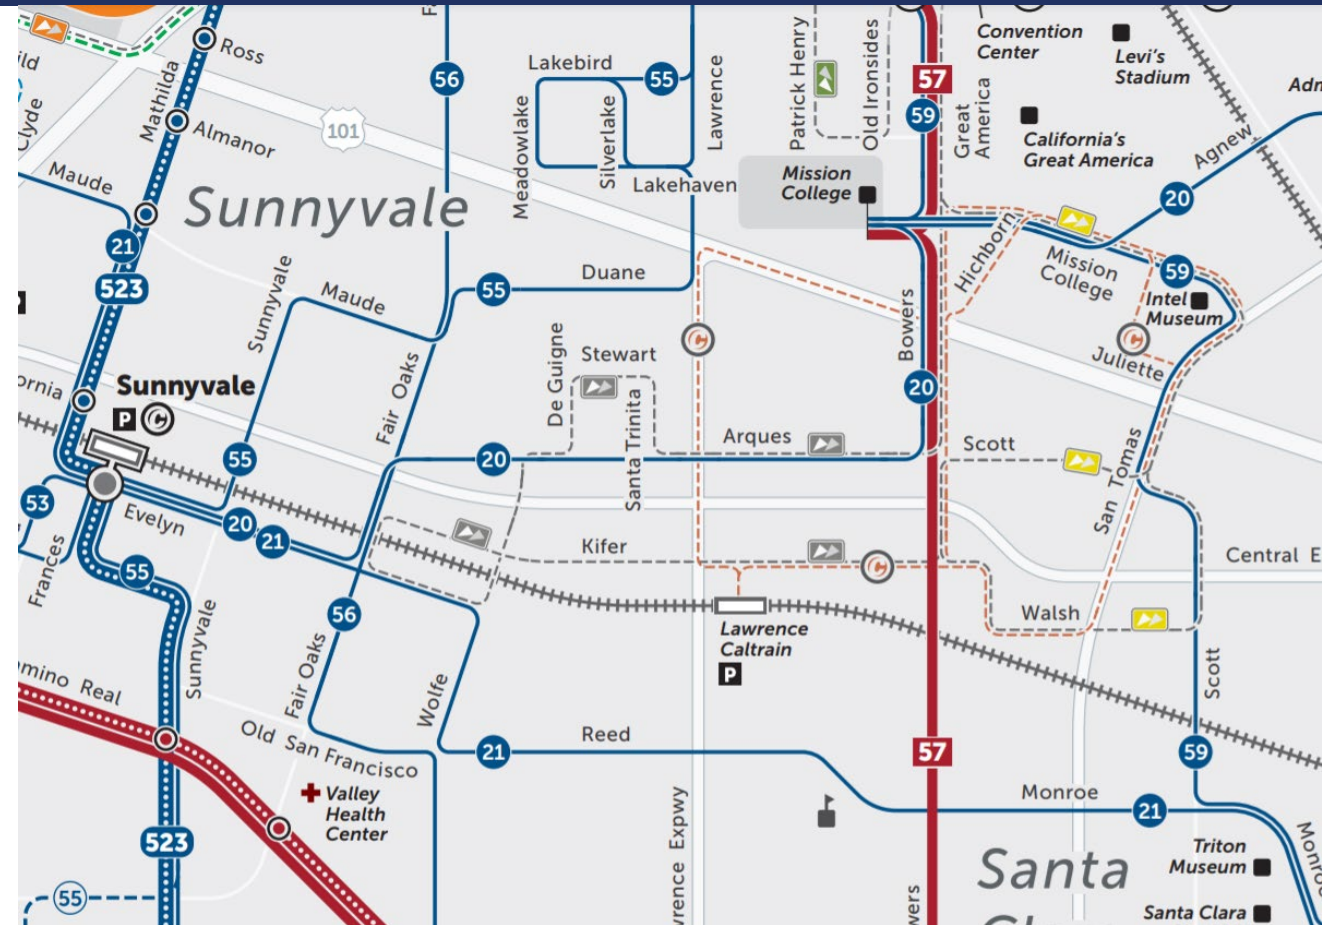 Ross
Mathilda
Almanor
Clyde
Maude
21
523
Sunnyvale
101
56
Lakebird
55
Meadowlake
Silverlake
Lakehaven
Lawrence
Patrick Henry
Old Ironsides
57
59
Great
America
Convention
Center
Levi's
Stadium
California's
Great America
Agnew
20
Mission
College
Hichborn
Mission
College
59
Intel
Museum
Juliette
Duane
55
Sunnyvale
Maude
Fair Oaks
De Guigne
Stewart
Santa Trinita
Bowers
20
Sunnyvale
P
C
C
C
Arques
Scott
San Tomas
55
20
53
Evelyn
20
21
Frances
55
Kifer
C
Central E
56
Lawrence
Caltrain
P
Walsh
Scott
Sunnyvale
Fair Oaks
Wolfe
mino Real
Old San Francisco
21
Reed
57
59
Valley
Health
Center
Monroe
21
523
55
Triton
Museum
Santa
Santa Clara